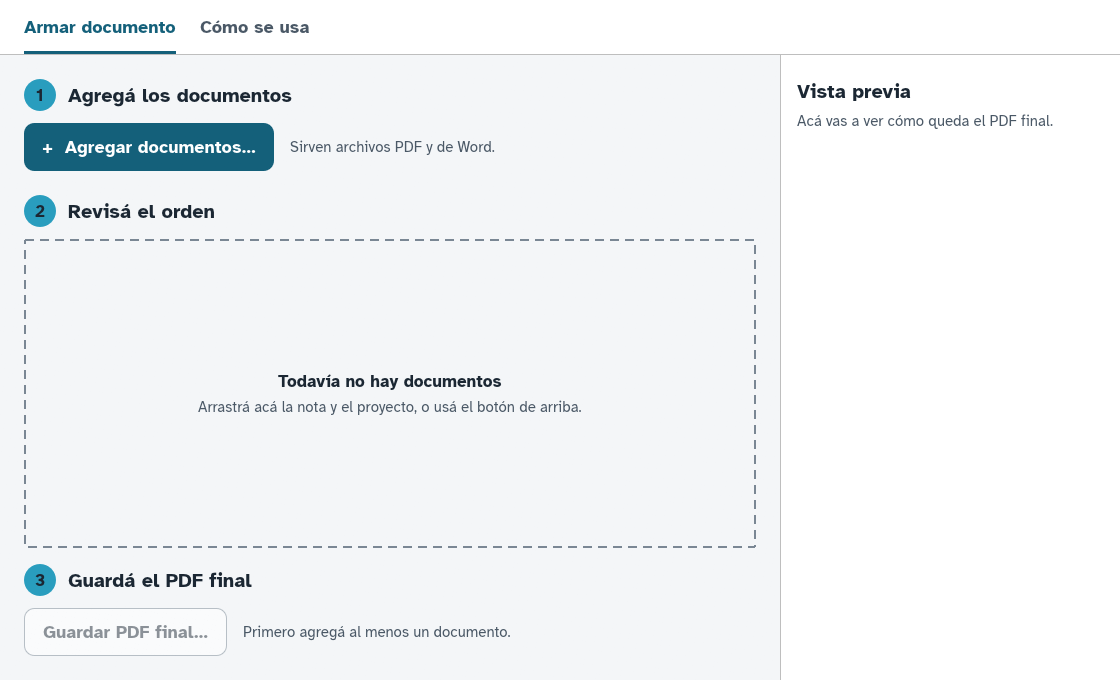 Armar documento
Cómo se usa
1
Agregá los documentos
+ Agregar documentos...
Sirven archivos PDF y de Word.
2
Revisá el orden
Todavía no hay documentos
Arrastrá acá la nota y el proyecto, o usá el botón de arriba.
3
Guardá el PDF final
Guardar PDF final...
Primero agregá al menos un documento.
Vista previa
Acá vas a ver cómo queda el PDF final.